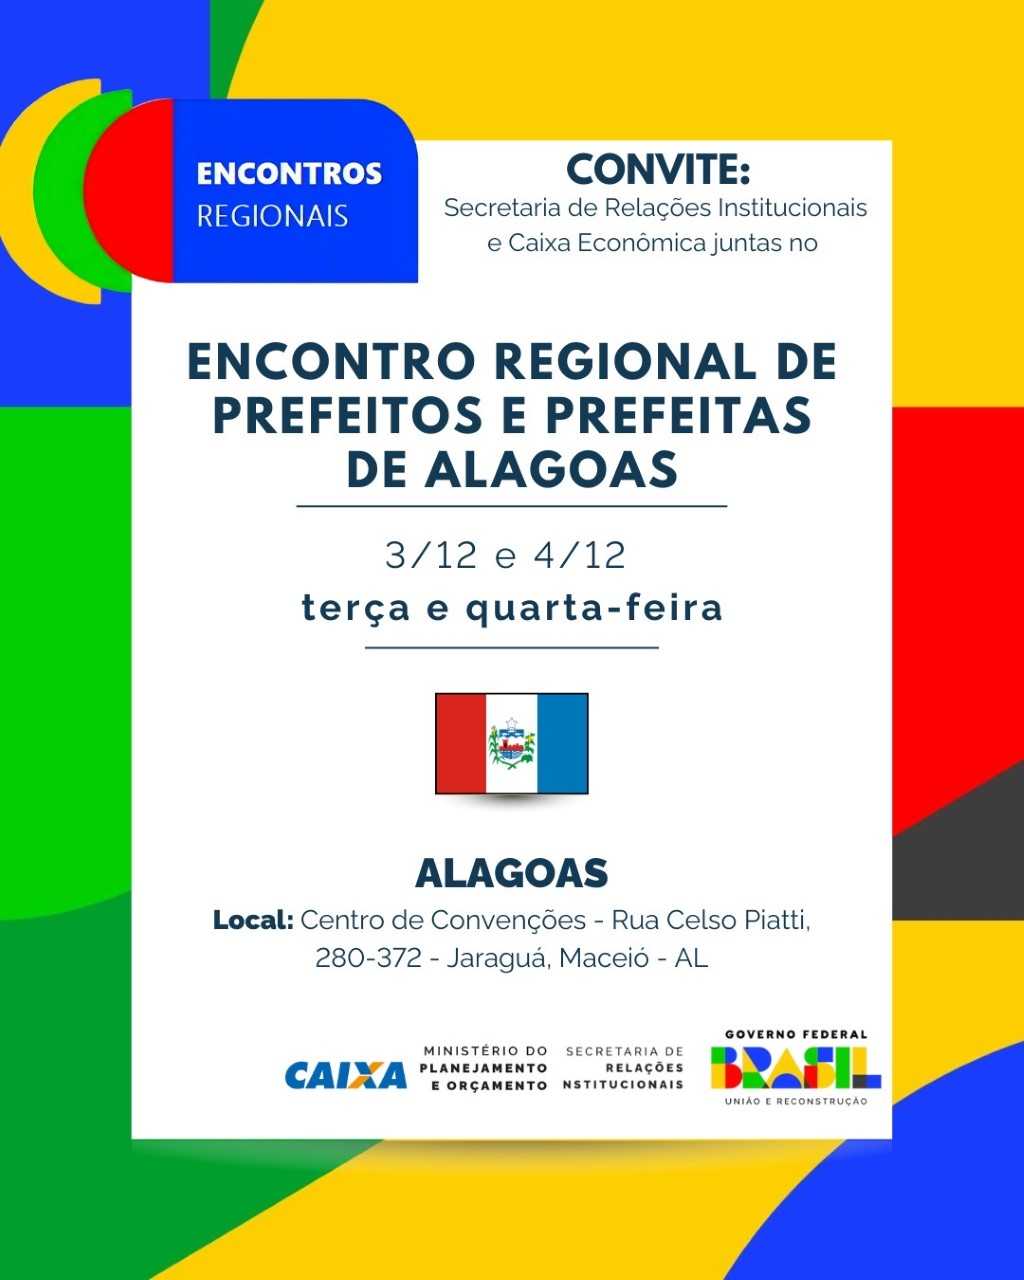 ENCONTROS
REGIONAIS
CONVITE:
Secretaria de Relações Institucionais
e Caixa Econômica juntas no
ENCONTRO REGIONAL DE
PREFEITOS E PREFEITAS
DE ALAGOAS
3/12 e 4/12
terça e quarta-feira
ALAGOAS
Local: Centro de Convenções - Rua Celso Piatti,
280-372 - Jaraguá, Maceió - AL
CAIXA
MINISTÉRIO DO
PLANEJAMENTO
E ORÇAMENTO
SECRETARIA DE
RELAÇÕES
NSTITUCIONAIS
GOVERNO FEDERAL
BRASIL
UNIÃO E RECONSTRUÇÃO